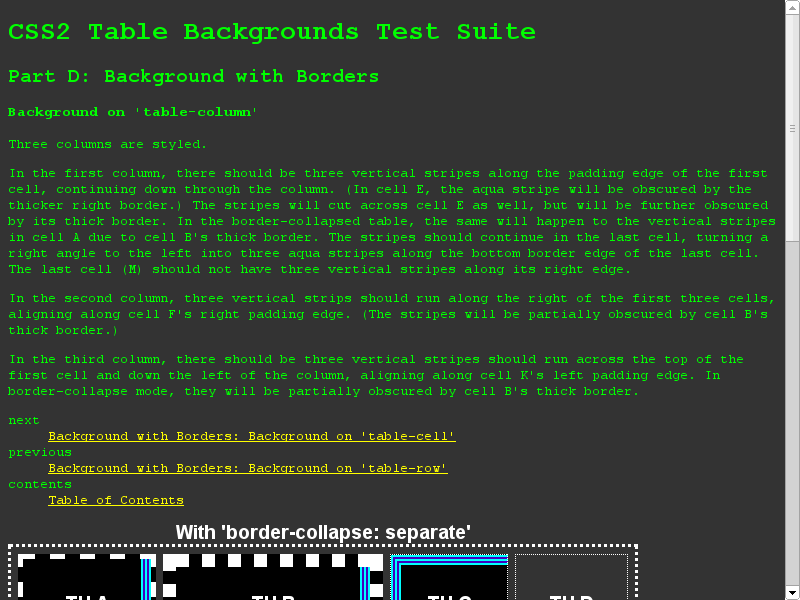 CSS2 Table Backgrounds Test Suite
Part D: Background with Borders
Background on 'table-column'
Three columns are styled.
In the first column, there should be three vertical stripes along the padding edge of the first
cell, continuing down through the column. (In cell E, the aqua stripe will be obscured by the
thicker right border.) The stripes will cut across cell E as well, but will be further obscured
by its thick border. In the border-collapsed table, the same will happen to the vertical stripes
in cell A due to cell B's thick border. The stripes should continue in the last cell, turning a
right angle to the left into three aqua stripes along the bottom border edge of the last cell.
The last cell (M) should not have three vertical stripes along its right edge.
In the second column, three vertical strips should run along the right of the first three cells,
aligning along cell F's right padding edge. (The stripes will be partially obscured by cell B's
thick border.)
In the third column, there should be three vertical stripes should run across the top of the
first cell and down the left of the column, aligning along cell K's left padding edge. In
border-collapse mode, they will be partially obscured by cell B's thick border.
next
Background with Borders: Background on 'table-cell'
previous
Background with Borders: Background on 'table-row'
contents
Table of Contents
With 'border-collapse: separate'
TH A TH B TH C TH D